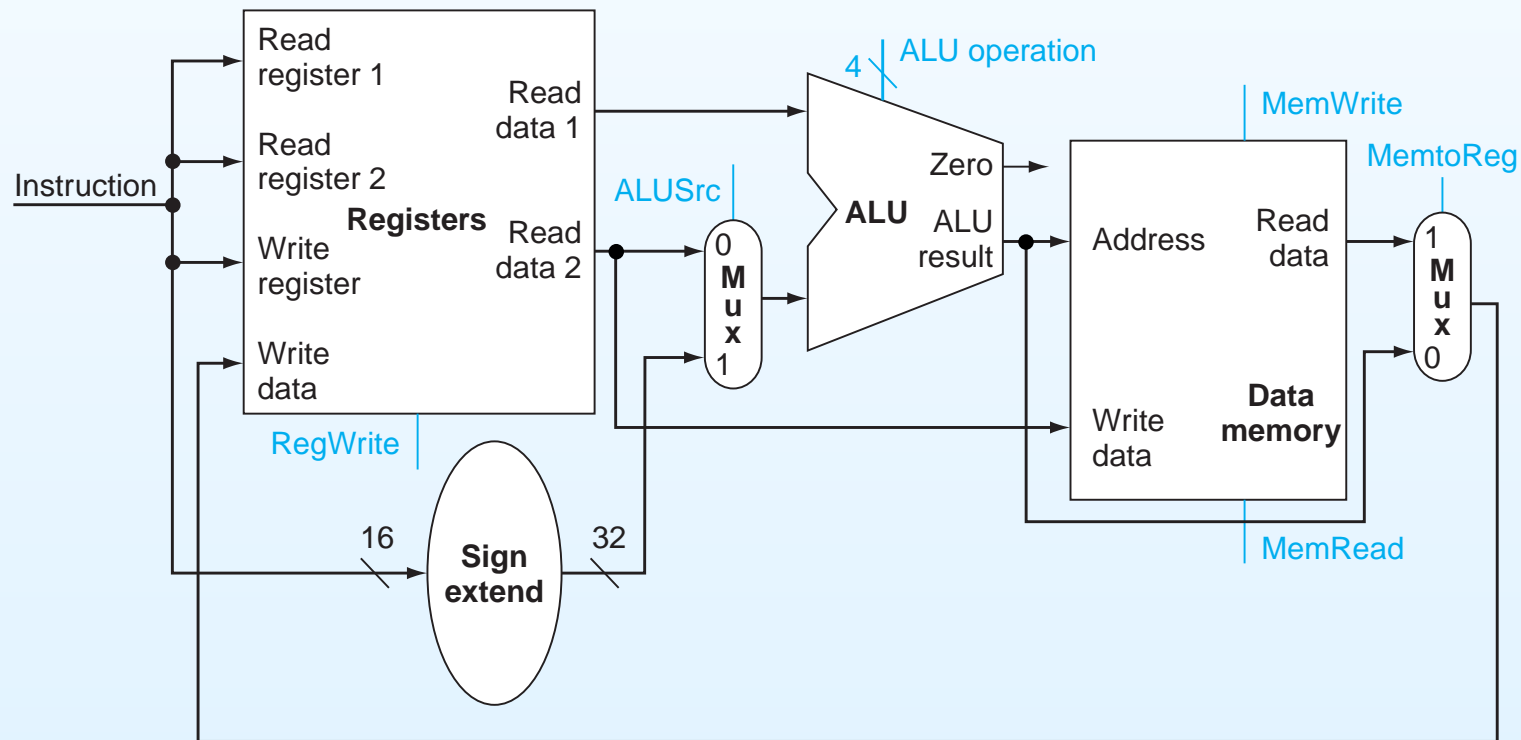 Instruction
Read
register 1
Read
register 2
Write
register
Write
data
Registers
Read
data 1
Read
data 2
RegWrite
16
Sign
extend
32
ALUSrc
0
M
u
x
1
4
ALU operation
Zero
ALU
ALU
result
MemWrite
Address
Read
data
Write
data
Data
memory
MemRead
MemtoReg
1
M
u
x
0